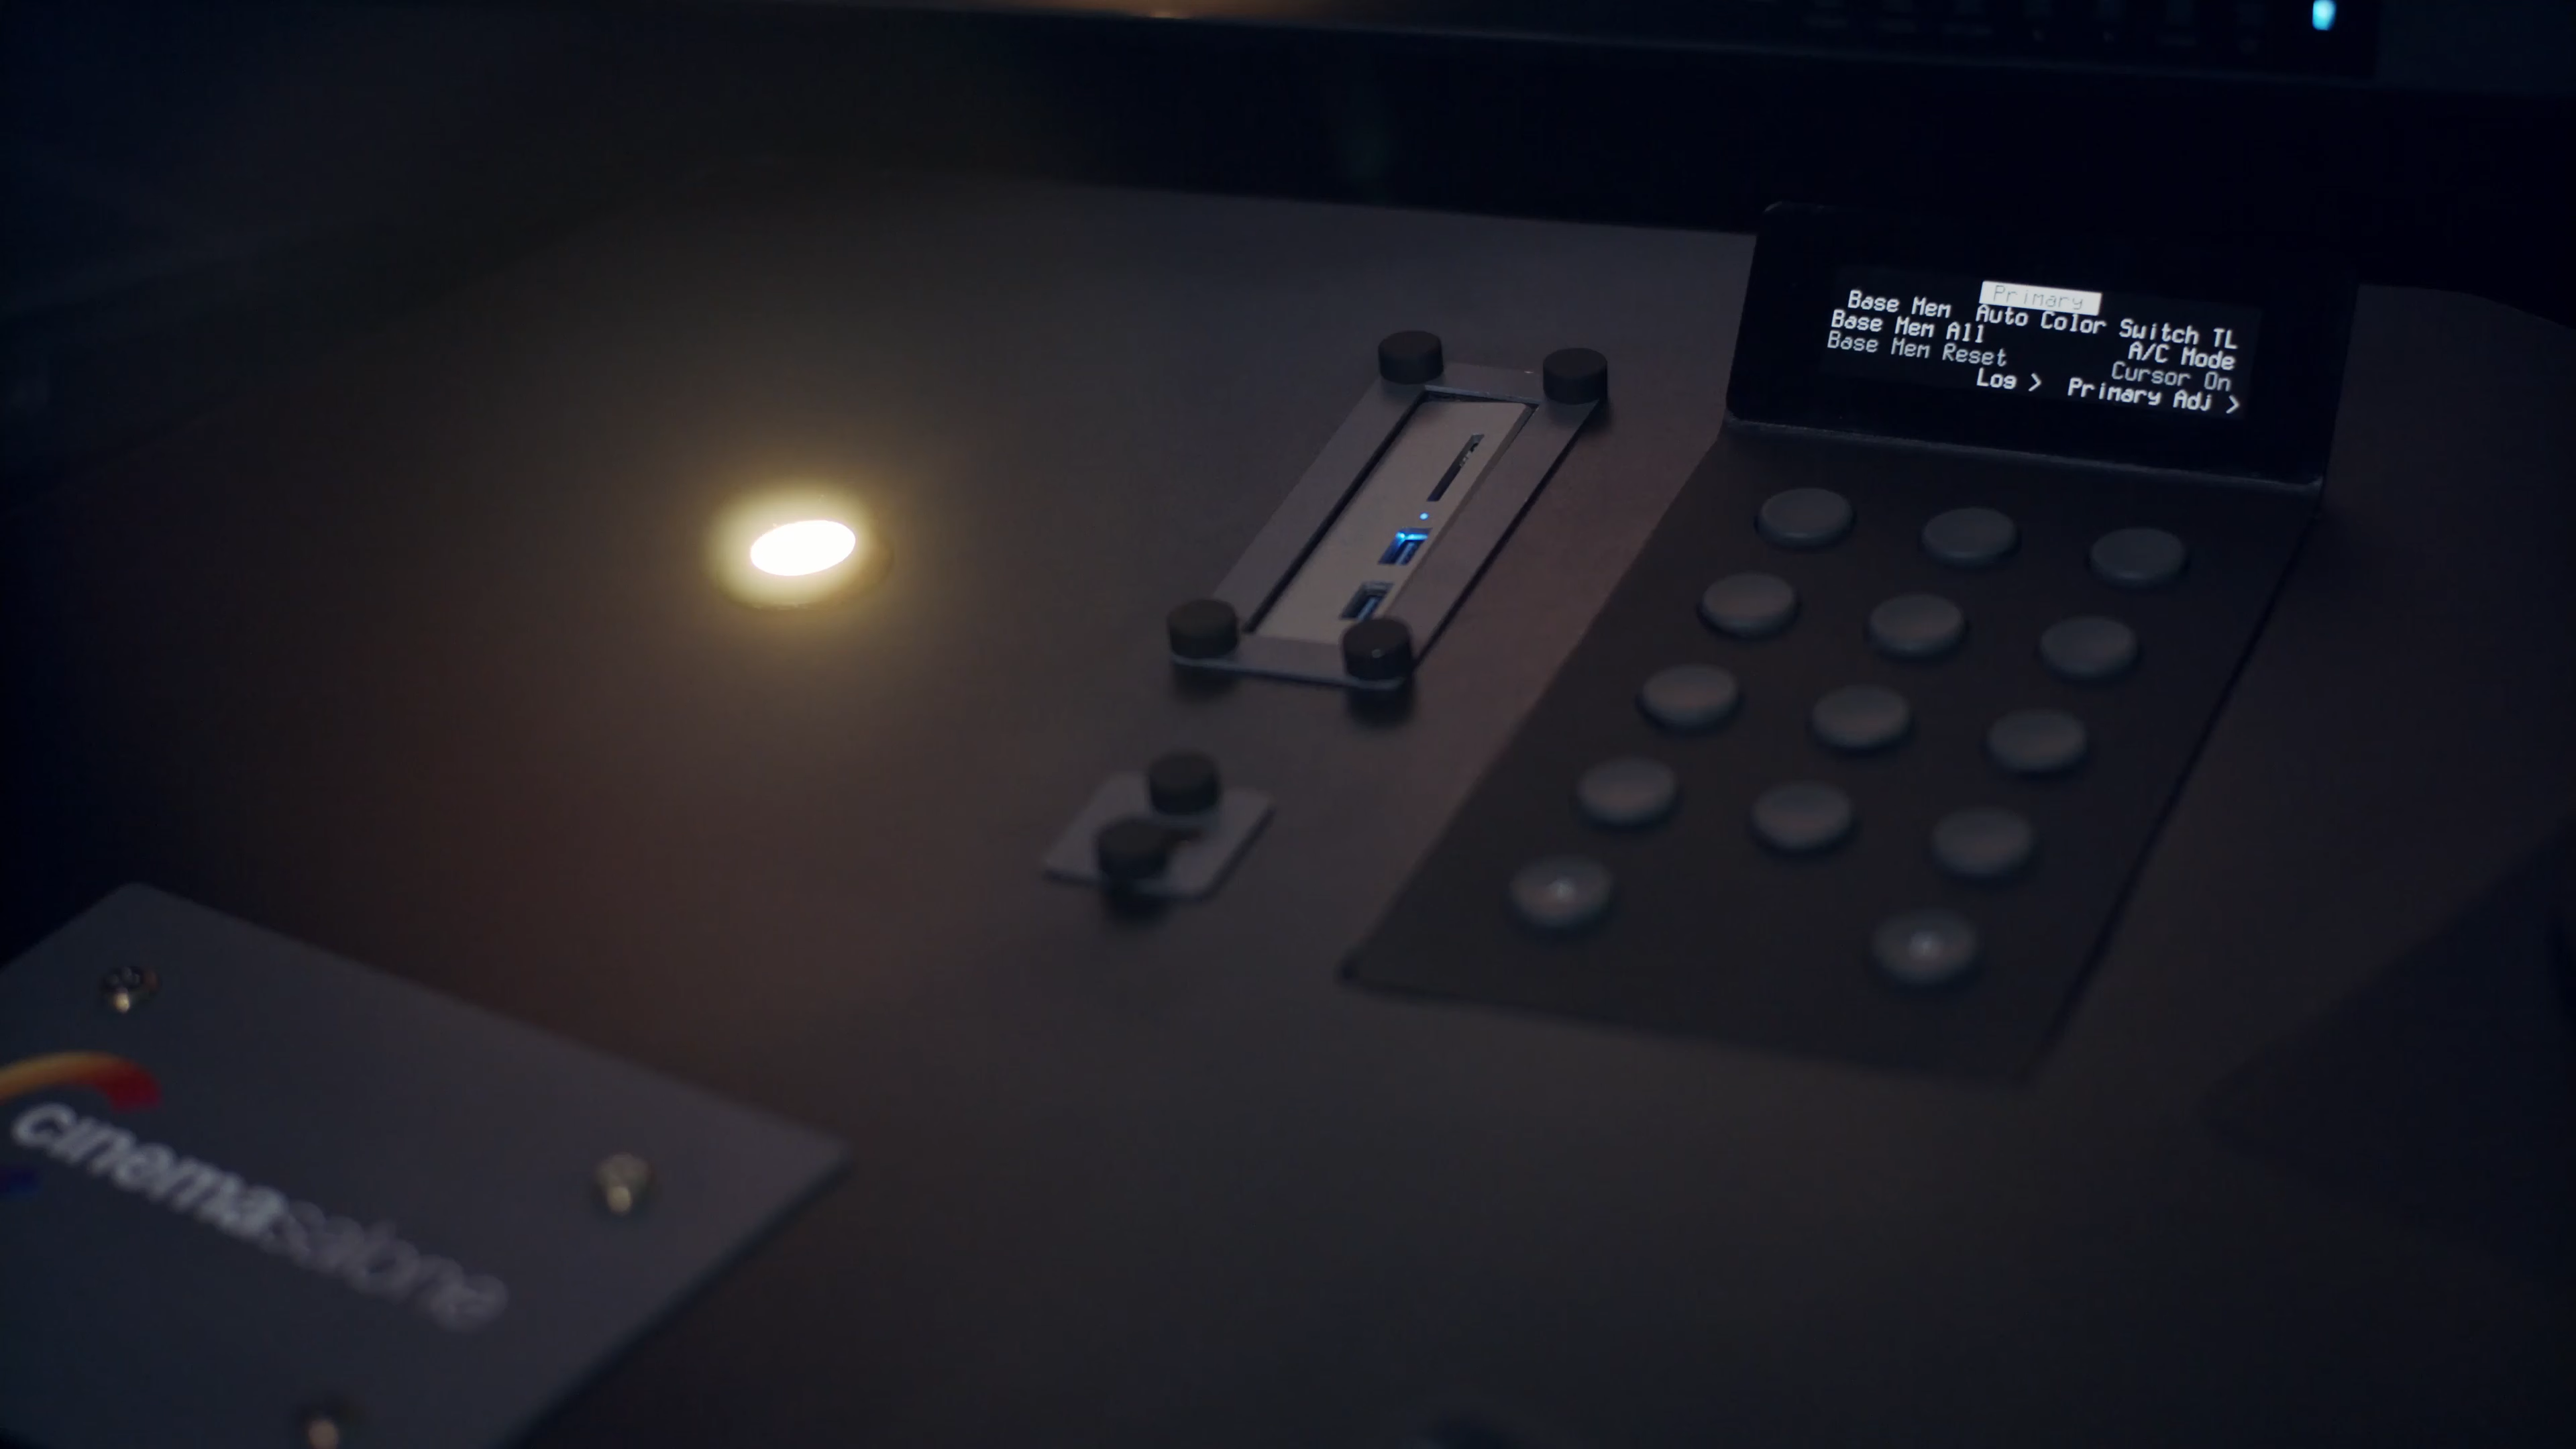 Primary
Base Mem Auto Color Switch TL
Base Mem All A/C Mode
Base Mem Reset Cursor On
Log > Primary Adj >
cinemasalona